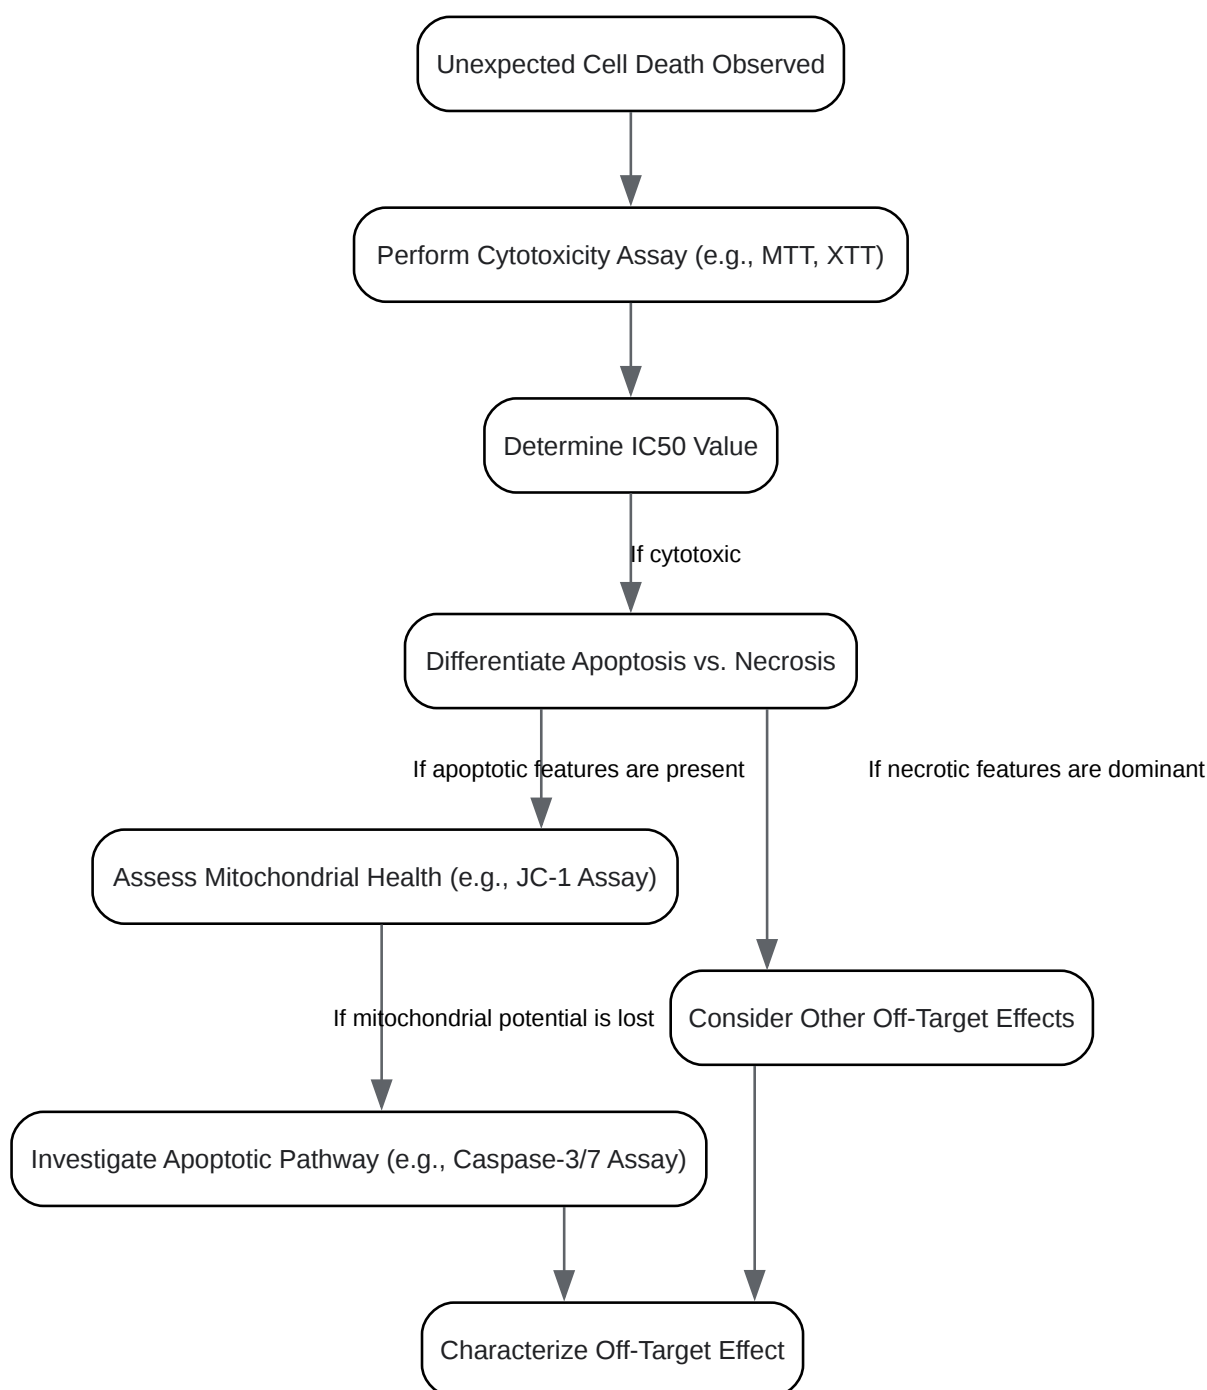 Unexpected Cell Death Observed
Perform Cytotoxicity Assay (e.g., MTT, XTT)
Determine IC50 Value
If cytotoxic
Differentiate Apoptosis vs. Necrosis
If apoptotic features are present
If necrotic features are dominant
Assess Mitochondrial Health (e.g., JC-1 Assay)
If mitochondrial potential is lost
Consider Other Off-Target Effects
Investigate Apoptotic Pathway (e.g., Caspase-3/7 Assay)
Characterize Off-Target Effect